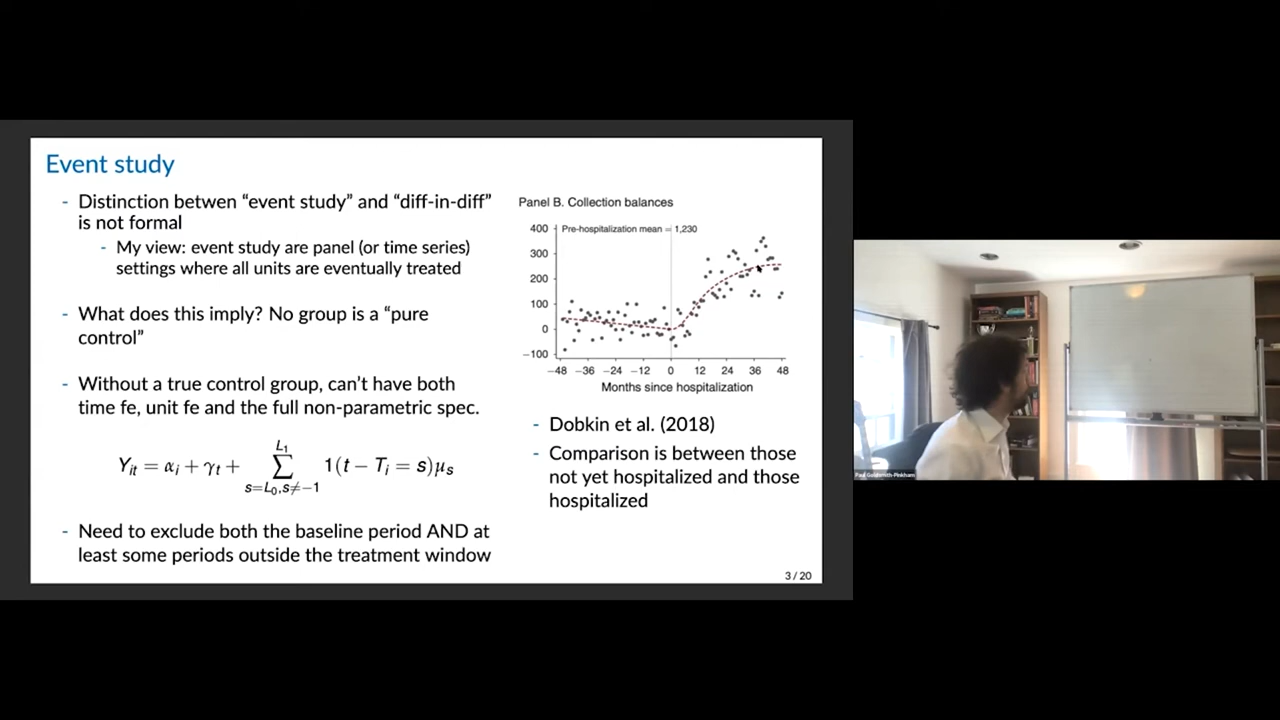 Event study
- Distinction betwen “event study” and “diff-in-diff”
is not formal
- My view: event study are panel (or time series)
settings where all units are eventually treated
- What does this imply? No group is a “pure
control”
- Without a true control group, can’t have both
time fe, unit fe and the full non-parametric spec.
L₁
Yᵢₜ = αᵢ + γₜ + ∑ 1(t − Tᵢ = s)μₛ
s=L₀,s≠−1
- Need to exclude both the baseline period AND at
least some periods outside the treatment window
Panel B. Collection balances
Pre-hospitalization mean = 1,230
400
300
200
100
0
−100
−48 −36 −24 −12 0 12 24 36 48
Months since hospitalization
- Dobkin et al. (2018)
- Comparison is between those
not yet hospitalized and those
hospitalized
3 / 20
Paul Goldsmith-Pinkham